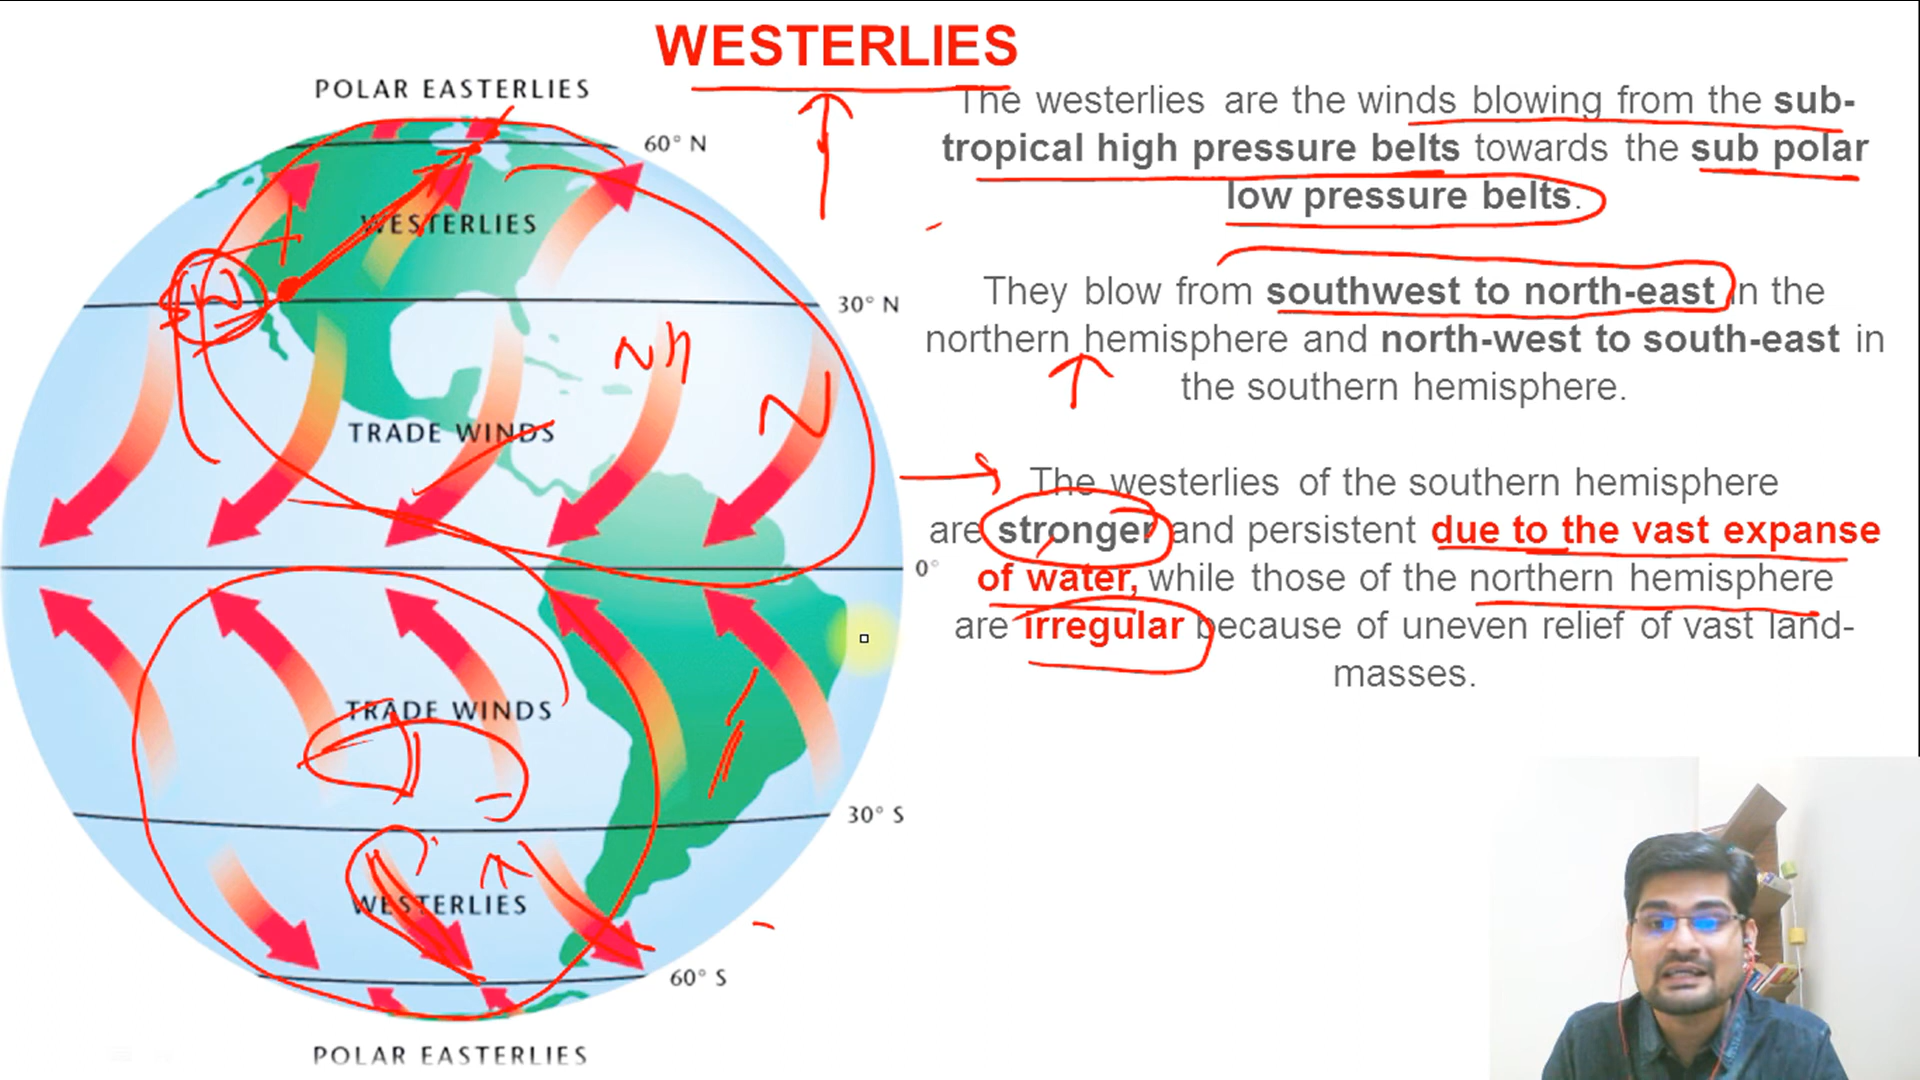 WESTERLIES
POLAR EASTERLIES
60° N
WESTERLIES
30° N
Nh
N
TRADE WINDS
0°
TRADE WINDS
30° S
WESTERLIES
60° S
POLAR EASTERLIES
The westerlies are the winds blowing from the sub-
tropical high pressure belts towards the sub polar
low pressure belts.
They blow from southwest to north-east in the
northern hemisphere and north-west to south-east in
the southern hemisphere.
The westerlies of the southern hemisphere
are stronger and persistent due to the vast expanse
of water, while those of the northern hemisphere
are irregular because of uneven relief of vast land-
masses.